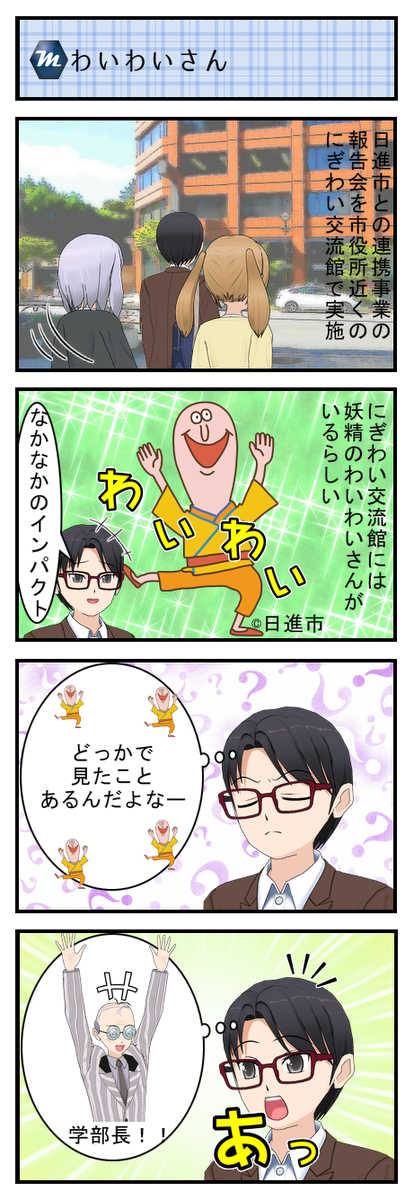 m わいわいさん
日進市との連携事業の
報告会を市役所近くの
にぎわい交流館で実施
にぎわい交流館には
妖精のわいわいさんが
いるらしい
わい
わい
なかなかのインパクト
©日進市
どっかで
見たこと
あるんだよなー
学部長！！
あっ